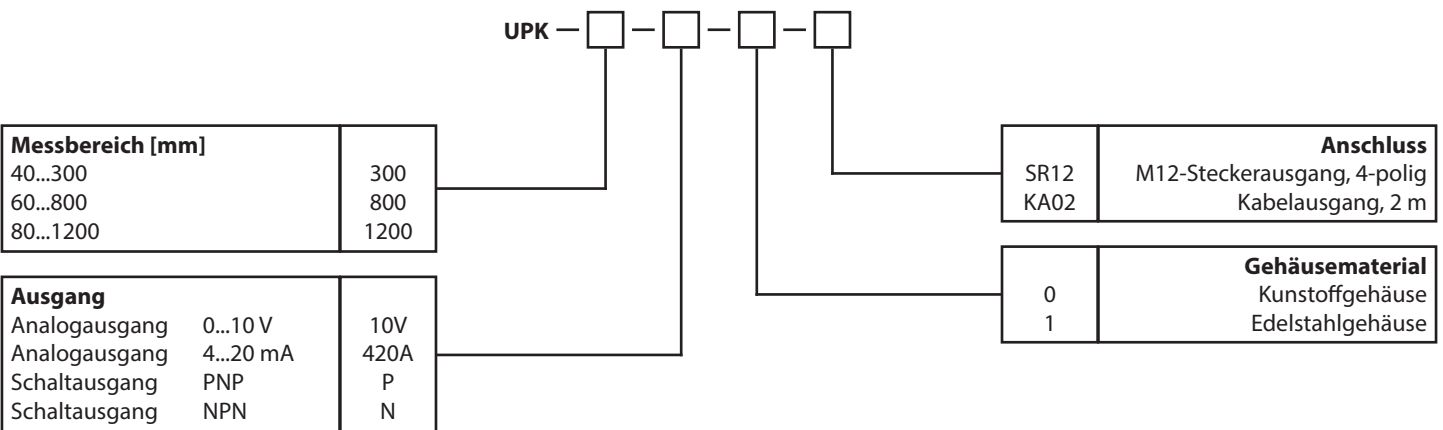 UPK — — — —
Messbereich [mm]
40...300 300
60...800 800
80...1200 1200
Ausgang
Analogausgang 0...10 V 10V
Analogausgang 4...20 mA 420A
Schaltausgang PNP P
Schaltausgang NPN N
Anschluss
SR12 M12-Steckerausgang, 4-polig
KA02 Kabelausgang, 2 m
Gehäusematerial
0 Kunstoffgehäuse
1 Edelstahlgehäuse